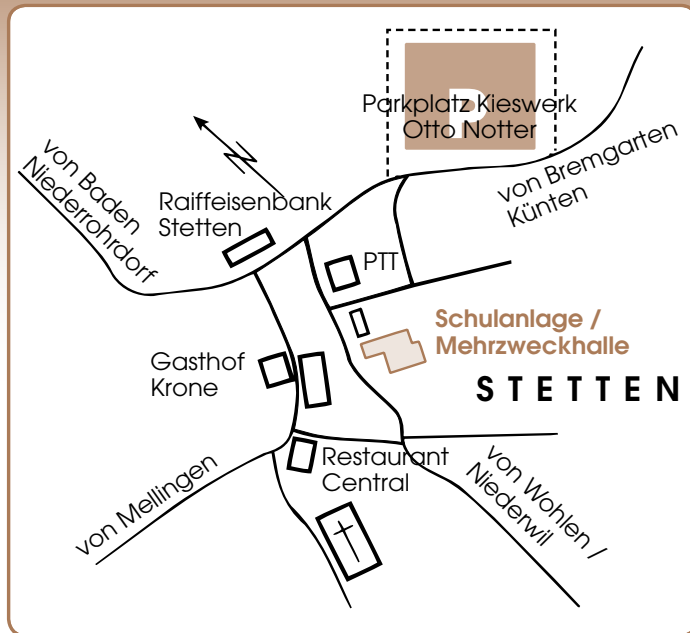 P
Parkplatz Kieswerk
Otto Notter
N
von Baden
Niederrohrdorf
Raiffeisenbank
Stetten
von Bremgarten
Künten
PTT
Schulanlage /
Mehrzweckhalle
Gasthof
Krone
STETTEN
Restaurant
Central
von Mellingen
von Wohlen /
Niederwil